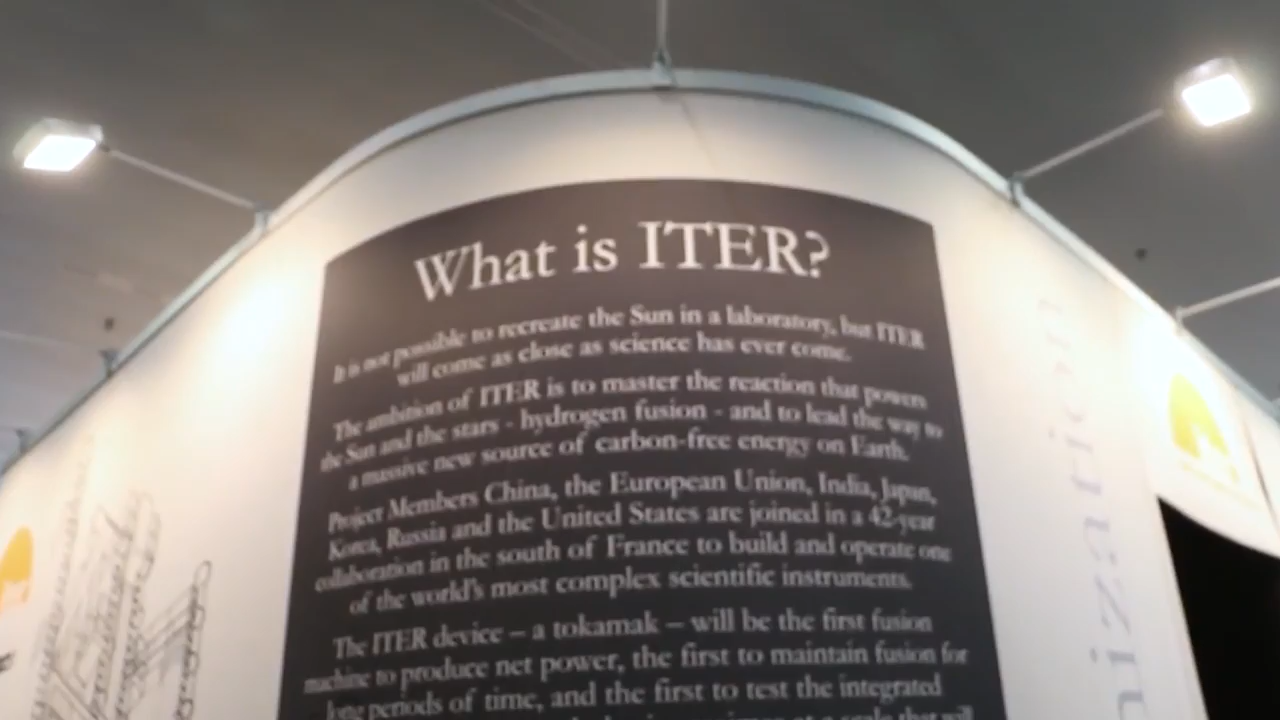 What is ITER?
It is not possible to recreate the Sun in a laboratory, but ITER
will come as close as science has ever come.
The ambition of ITER is to master the reaction that powers
the Sun and the stars - hydrogen fusion - and to lead the way to
a massive new source of carbon-free energy on Earth.
Project Members China, the European Union, India, Japan,
Korea, Russia and the United States are joined in a 42-year
collaboration in the south of France to build and operate one
of the world's most complex scientific instruments.
The ITER device – a tokamak – will be the first fusion
machine to produce net power, the first to maintain fusion for
long periods of time, and the first to test the integrated
at a scale that will
nization